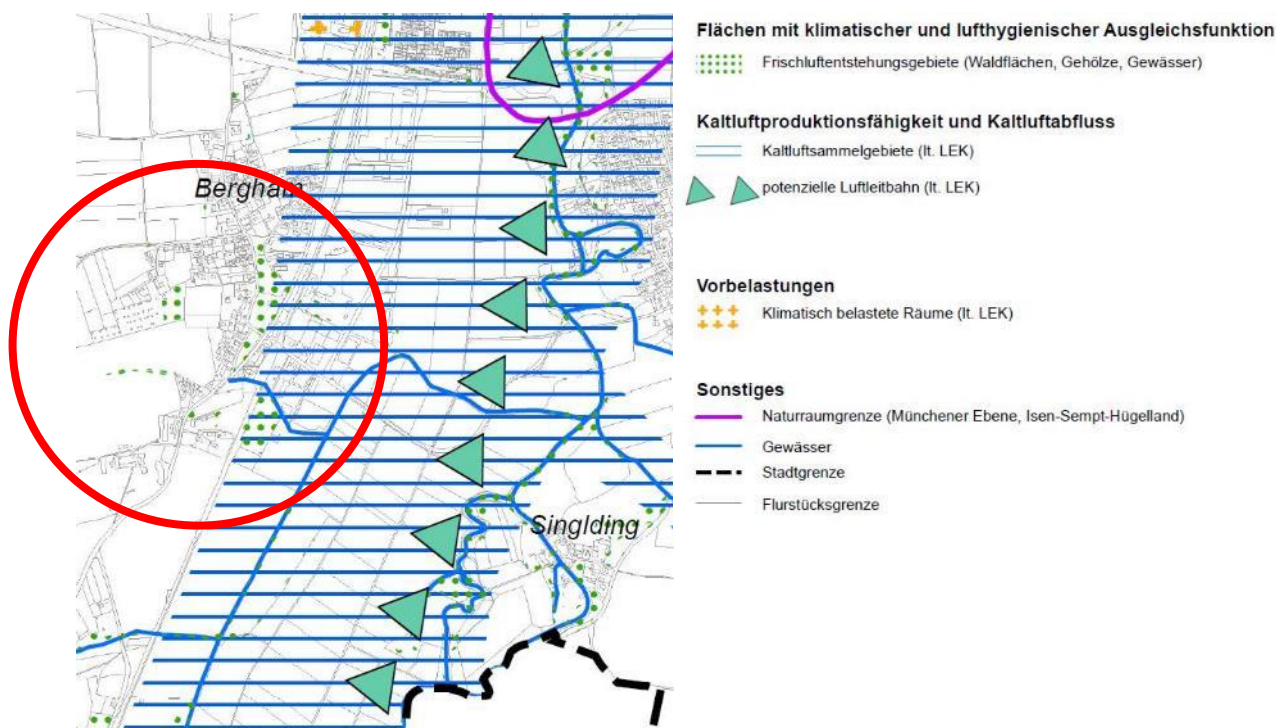 Bergham
Singlding
Flächen mit klimatischer und lufthygienischer Ausgleichsfunktion
Frischluftentstehungsgebiete (Waldflächen, Gehölze, Gewässer)
Kaltluftproduktionsfähigkeit und Kaltluftabfluss
Kaltluftsammelgebiete (lt. LEK)
potenzielle Luftleitbahn (lt. LEK)
Vorbelastungen
Klimatisch belastete Räume (lt. LEK)
Sonstiges
Naturraumgrenze (Münchener Ebene, Isen-Sempt-Hügelland)
Gewässer
Stadtgrenze
Flurstücksgrenze